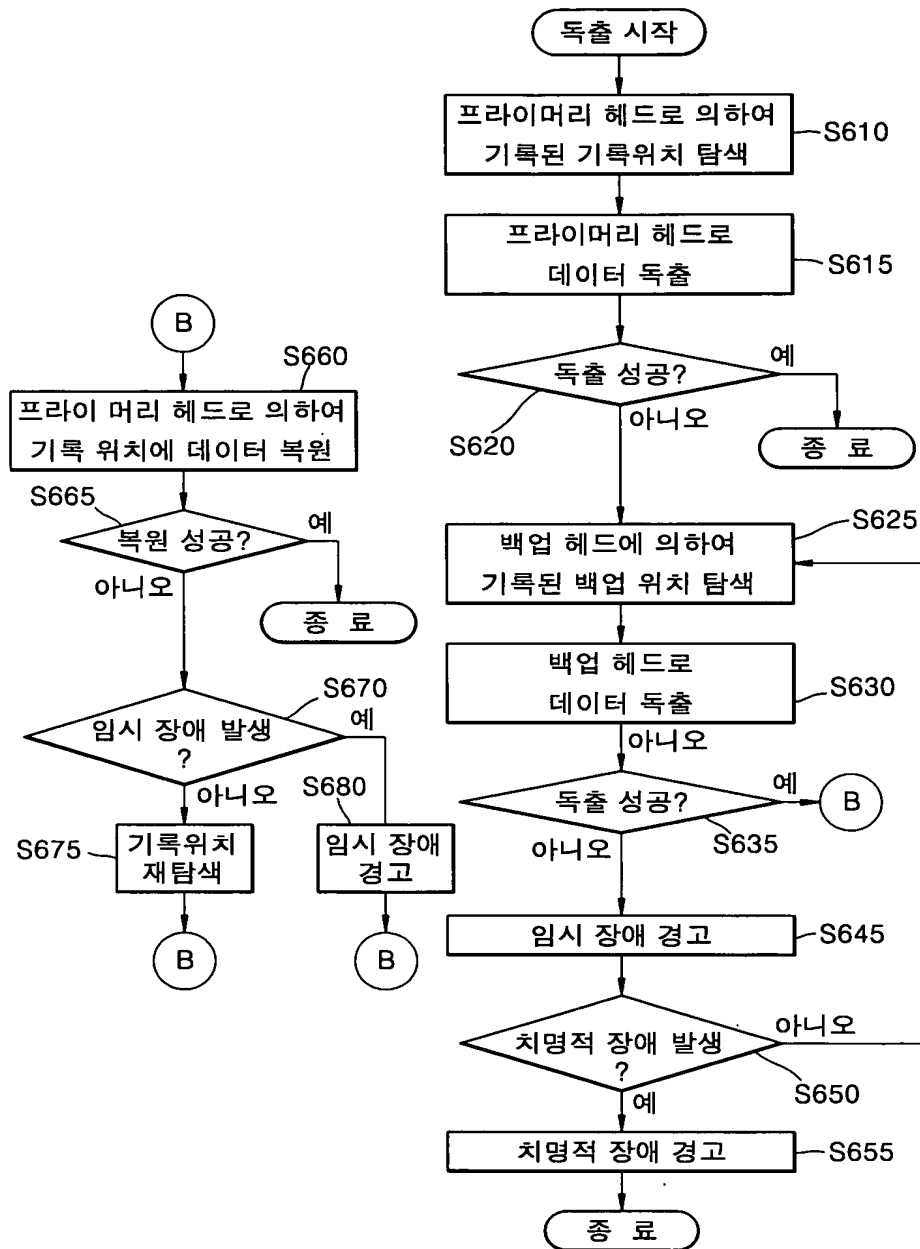 독출 시작
프라이머리 헤드로 의하여
기록된 기록위치 탐색
S610
프라이머리 헤드로
데이터 독출
S615
독출 성공?
예
S620
아니오
종 료
백업 헤드에 의하여
기록된 백업 위치 탐색
S625
백업 헤드로
데이터 독출
S630
아니오
독출 성공?
예
B
S635
아니오
임시 장애 경고
S645
치명적 장애 발생
?
아니오
S650
예
치명적 장애 경고
S655
종 료
B
S660
프라이 머리 헤드로 의하여
기록 위치에 데이터 복원
S665
복원 성공?
예
아니오
종 료
S670
임시 장애 발생
?
예
아니오
S680
S675
기록위치
재탐색
임시 장애
경고
B
B